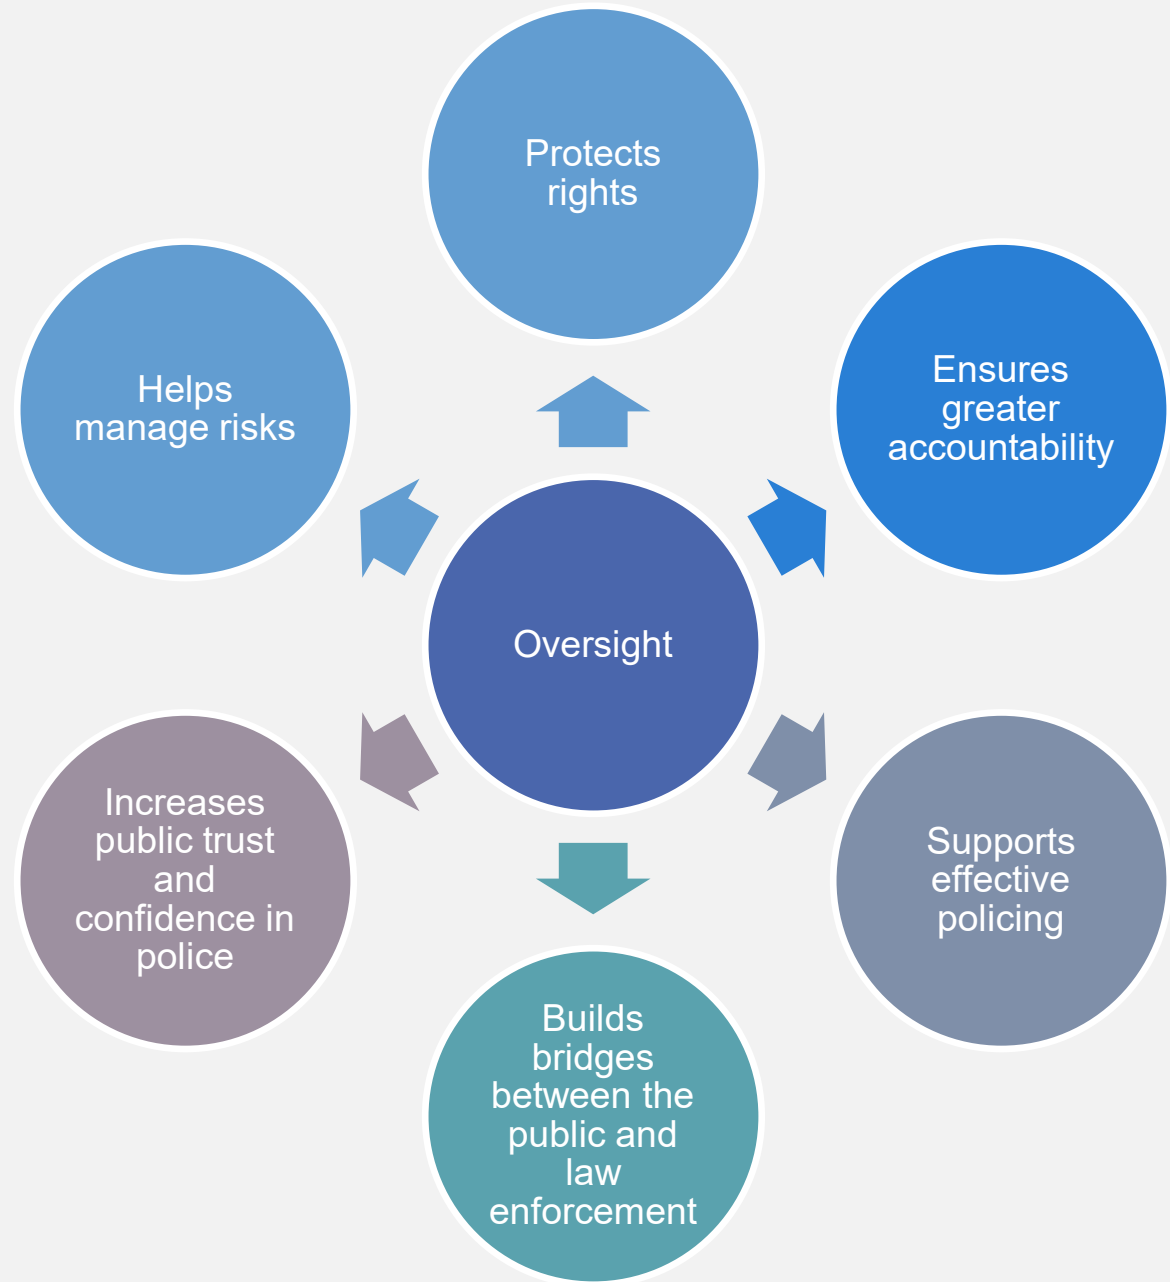 Protects
rights
Ensures
greater
accountability
Supports
effective
policing
Builds
bridges
between the
public and
law
enforcement
Increases
public trust
and
confidence in
police
Helps
manage risks
Oversight